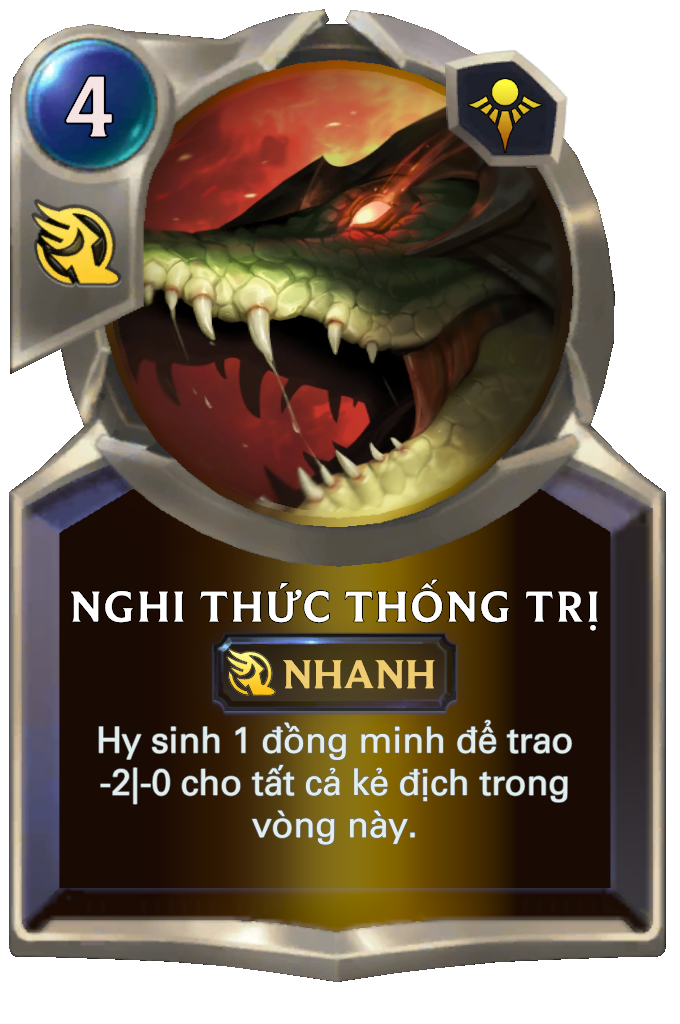 4
NGHI THỨC THỐNG TRỊ
NHANH
Hy sinh 1 đồng minh để trao
-2|-0 cho tất cả kẻ địch trong
vòng này.